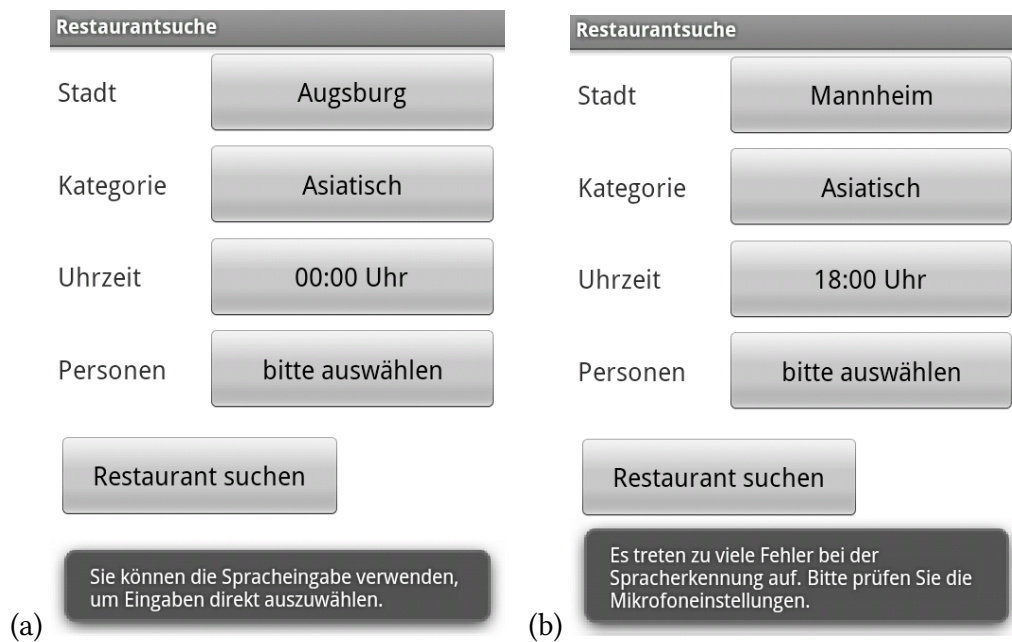 Restaurantsuche
Stadt
Augsburg
Kategorie
Asiatisch
Uhrzeit
00:00 Uhr
Personen
bitte auswählen
Restaurant suchen
Sie können die Spracheingabe verwenden,
um Eingaben direkt auszuwählen.
(a)
Restaurantsuche
Stadt
Mannheim
Kategorie
Asiatisch
Uhrzeit
18:00 Uhr
Personen
bitte auswählen
Restaurant suchen
Es treten zu viele Fehler bei der
Spracherkennung auf. Bitte prüfen Sie die
Mikrofoneinstellungen.
(b)